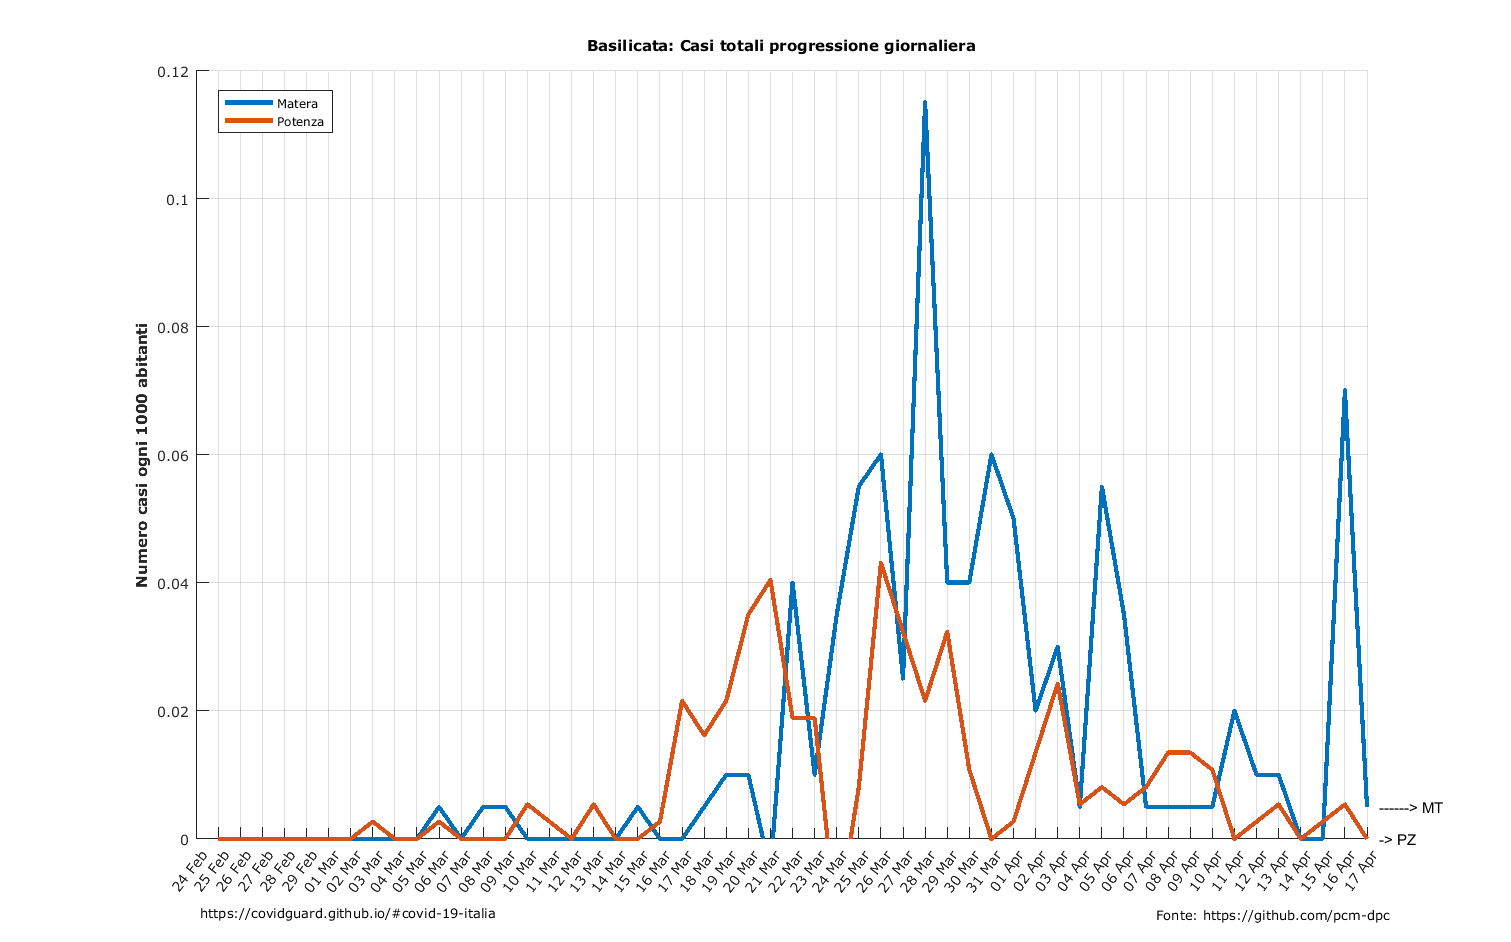 Basilicata: Casi totali progressione giornaliera
Matera
Potenza
Numero casi ogni 1000 abitanti
0.12
0.1
0.08
0.06
0.04
0.02
0
24 Feb
25 Feb
26 Feb
27 Feb
28 Feb
29 Feb
01 Mar
02 Mar
03 Mar
04 Mar
05 Mar
06 Mar
07 Mar
08 Mar
09 Mar
10 Mar
11 Mar
12 Mar
13 Mar
14 Mar
15 Mar
16 Mar
17 Mar
18 Mar
19 Mar
20 Mar
21 Mar
22 Mar
23 Mar
24 Mar
25 Mar
26 Mar
27 Mar
28 Mar
29 Mar
30 Mar
31 Mar
01 Apr
02 Apr
03 Apr
04 Apr
05 Apr
06 Apr
07 Apr
08 Apr
09 Apr
10 Apr
11 Apr
12 Apr
13 Apr
14 Apr
15 Apr
16 Apr
17 Apr
------> MT
-> PZ
https://covidguard.github.io/#covid-19-italia
Fonte: https://github.com/pcm-dpc